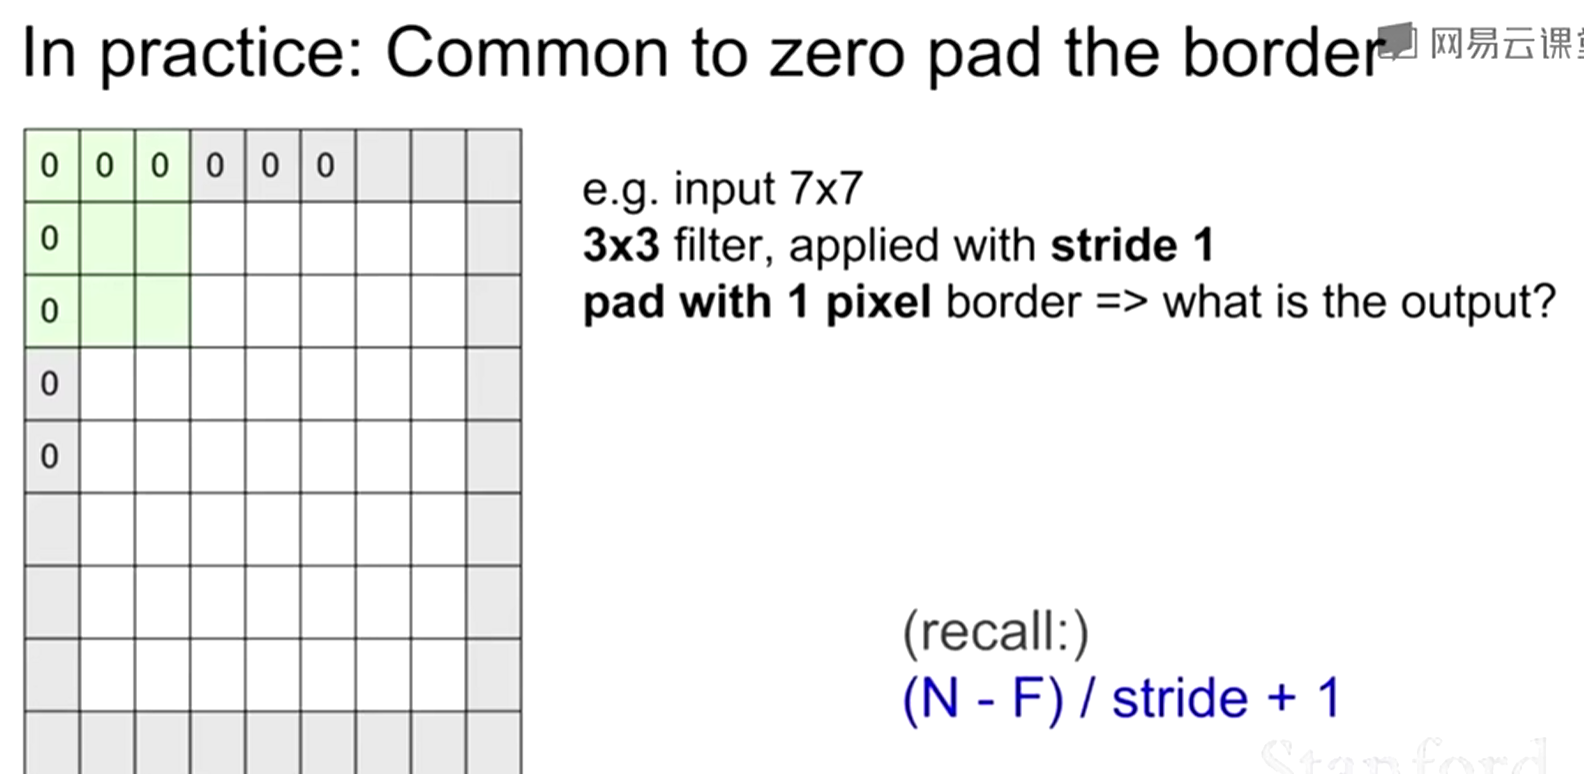 In practice: Common to zero pad the border
网易云课堂
0 0 0 0 0 0
0
0
0
0
e.g. input 7x7
3x3 filter, applied with stride 1
pad with 1 pixel border => what is the output?
(recall:)
(N - F) / stride + 1
Stanford